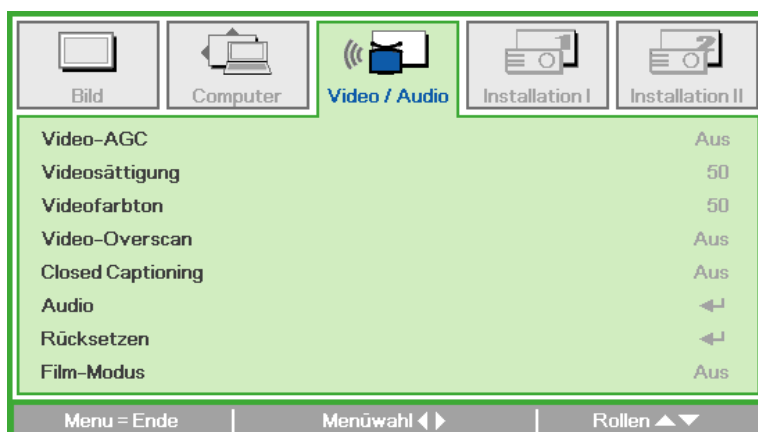 Bild Computer Video / Audio Installation I Installation II
Video-AGC Aus
Videosättigung 50
Videofarbton 50
Video-Overscan Aus
Closed Captioning Aus
Audio
Rücksetzen
Film-Modus Aus
Menu = Ende Menüwahl Rollen